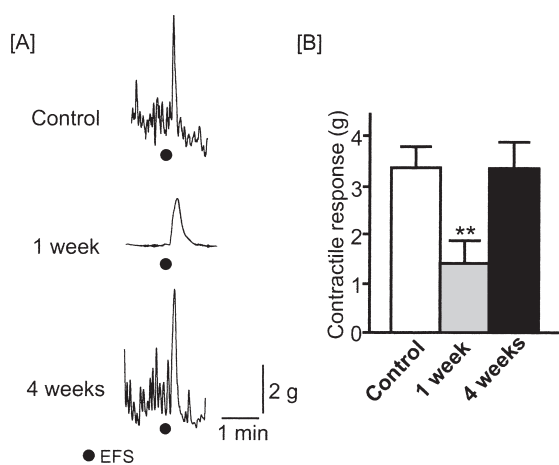 [A]
Control
1 week
4 weeks
2 g
1 min
● EFS
[B]
Contractile response (g)
4
3
2
1
0
**
Control
1 week
4 weeks